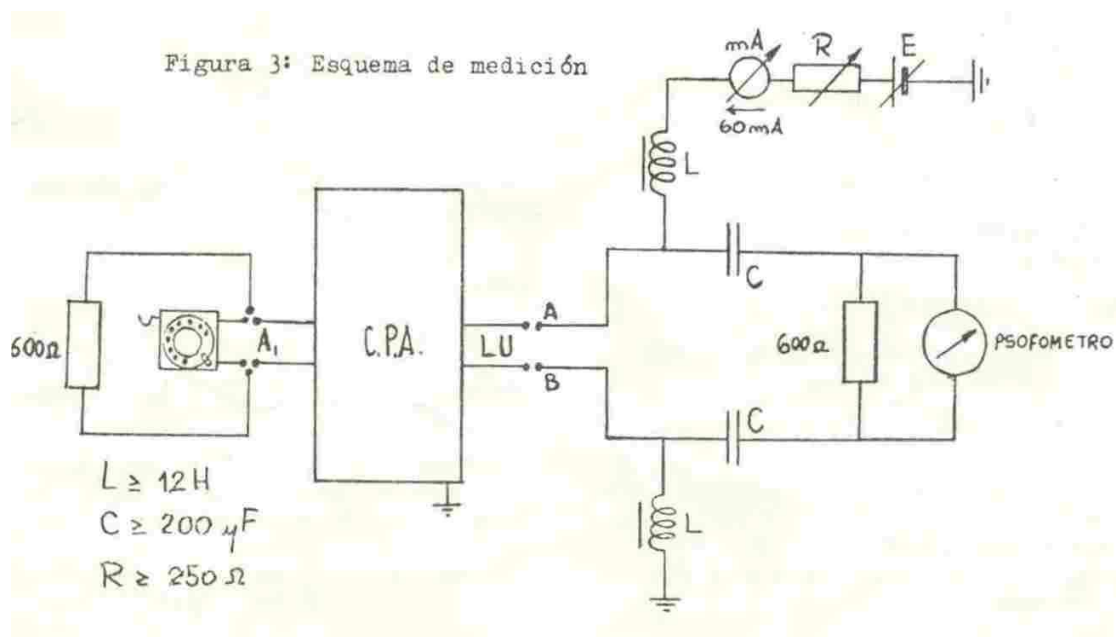 Figura 3: Esquema de medición
mA
R
E
60mA
L
C
A
600Ω
A₁
C.P.A.
LU
B
600Ω
PSOFOMETRO
C
L
L ≥ 12H
C ≥ 200 μF
R ≥ 250 Ω